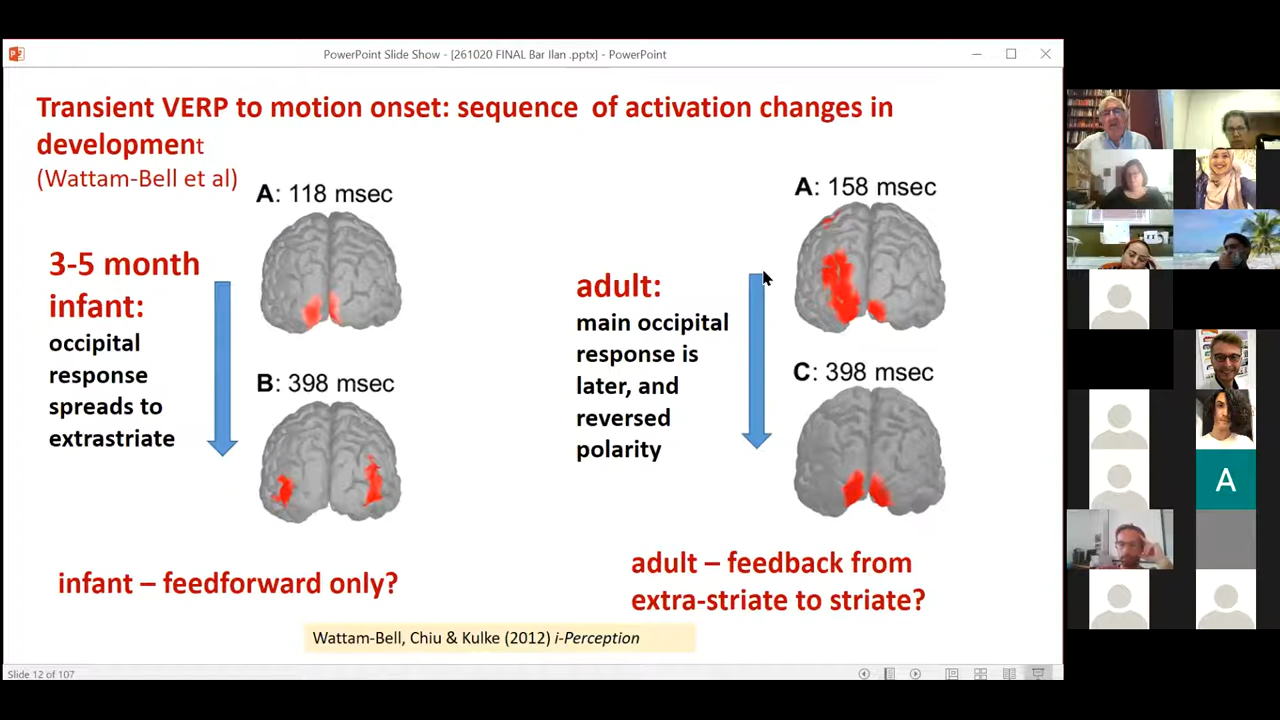 PowerPoint Slide Show - [261020 FINAL Bar Ilan .pptx] - PowerPoint
Transient VERP to motion onset: sequence of activation changes in
development
(Wattam-Bell et al)
A: 118 msec
3-5 month
infant:
occipital
response
spreads to
extrastriate
B: 398 msec
infant – feedforward only?
A: 158 msec
adult:
main occipital
response is
later, and
reversed
polarity
C: 398 msec
adult – feedback from
extra-striate to striate?
Wattam-Bell, Chiu & Kulke (2012) i-Perception
Slide 12 of 107
A